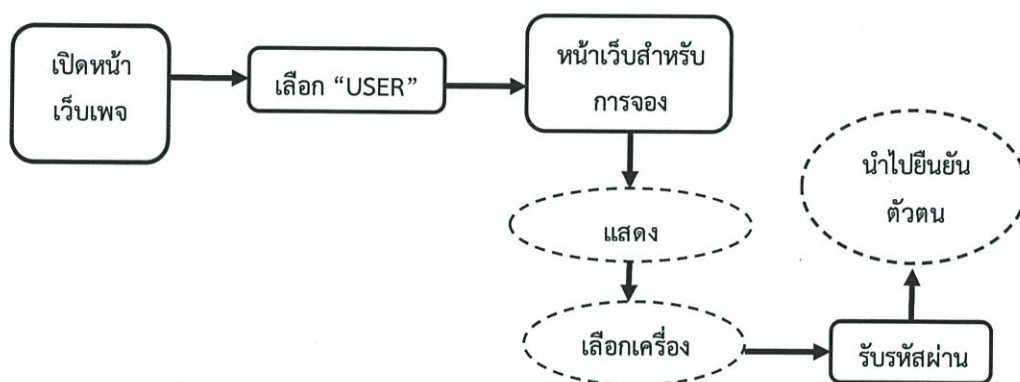 เปิดหน้า
เว็บเพจ
เลือก “USER”
หน้าเว็บสำหรับ
การจอง
แสดง
เลือกเครื่อง
รับรหัสผ่าน
นำไปยืนยัน
ตัวตน